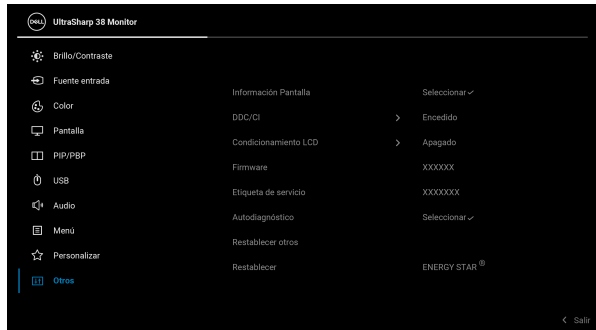 DELL UltraSharp 38 Monitor
Brillo/Contraste
Fuente entrada
Color
Pantalla
PIP/PBP
USB
Audio
Menú
Personalizar
Otros
Información Pantalla Seleccionar
DDC/CI Encedido
Condicionamiento LCD Apagado
Firmware XXXXXX
Etiqueta de servicio XXXXXXX
Autodiagnóstico Seleccionar
Restablecer otros
Restablecer ENERGY STAR®
Salir